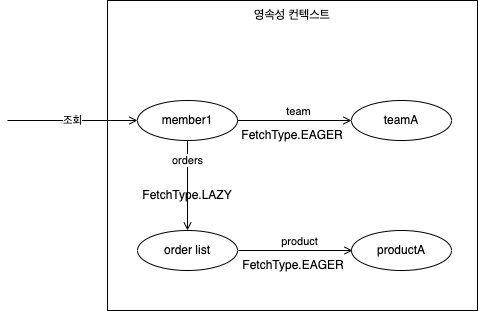 영속성 컨텍스트
조회
member1
team
FetchType.EAGER
teamA
orders
FetchType.LAZY
order list
product
FetchType.EAGER
productA